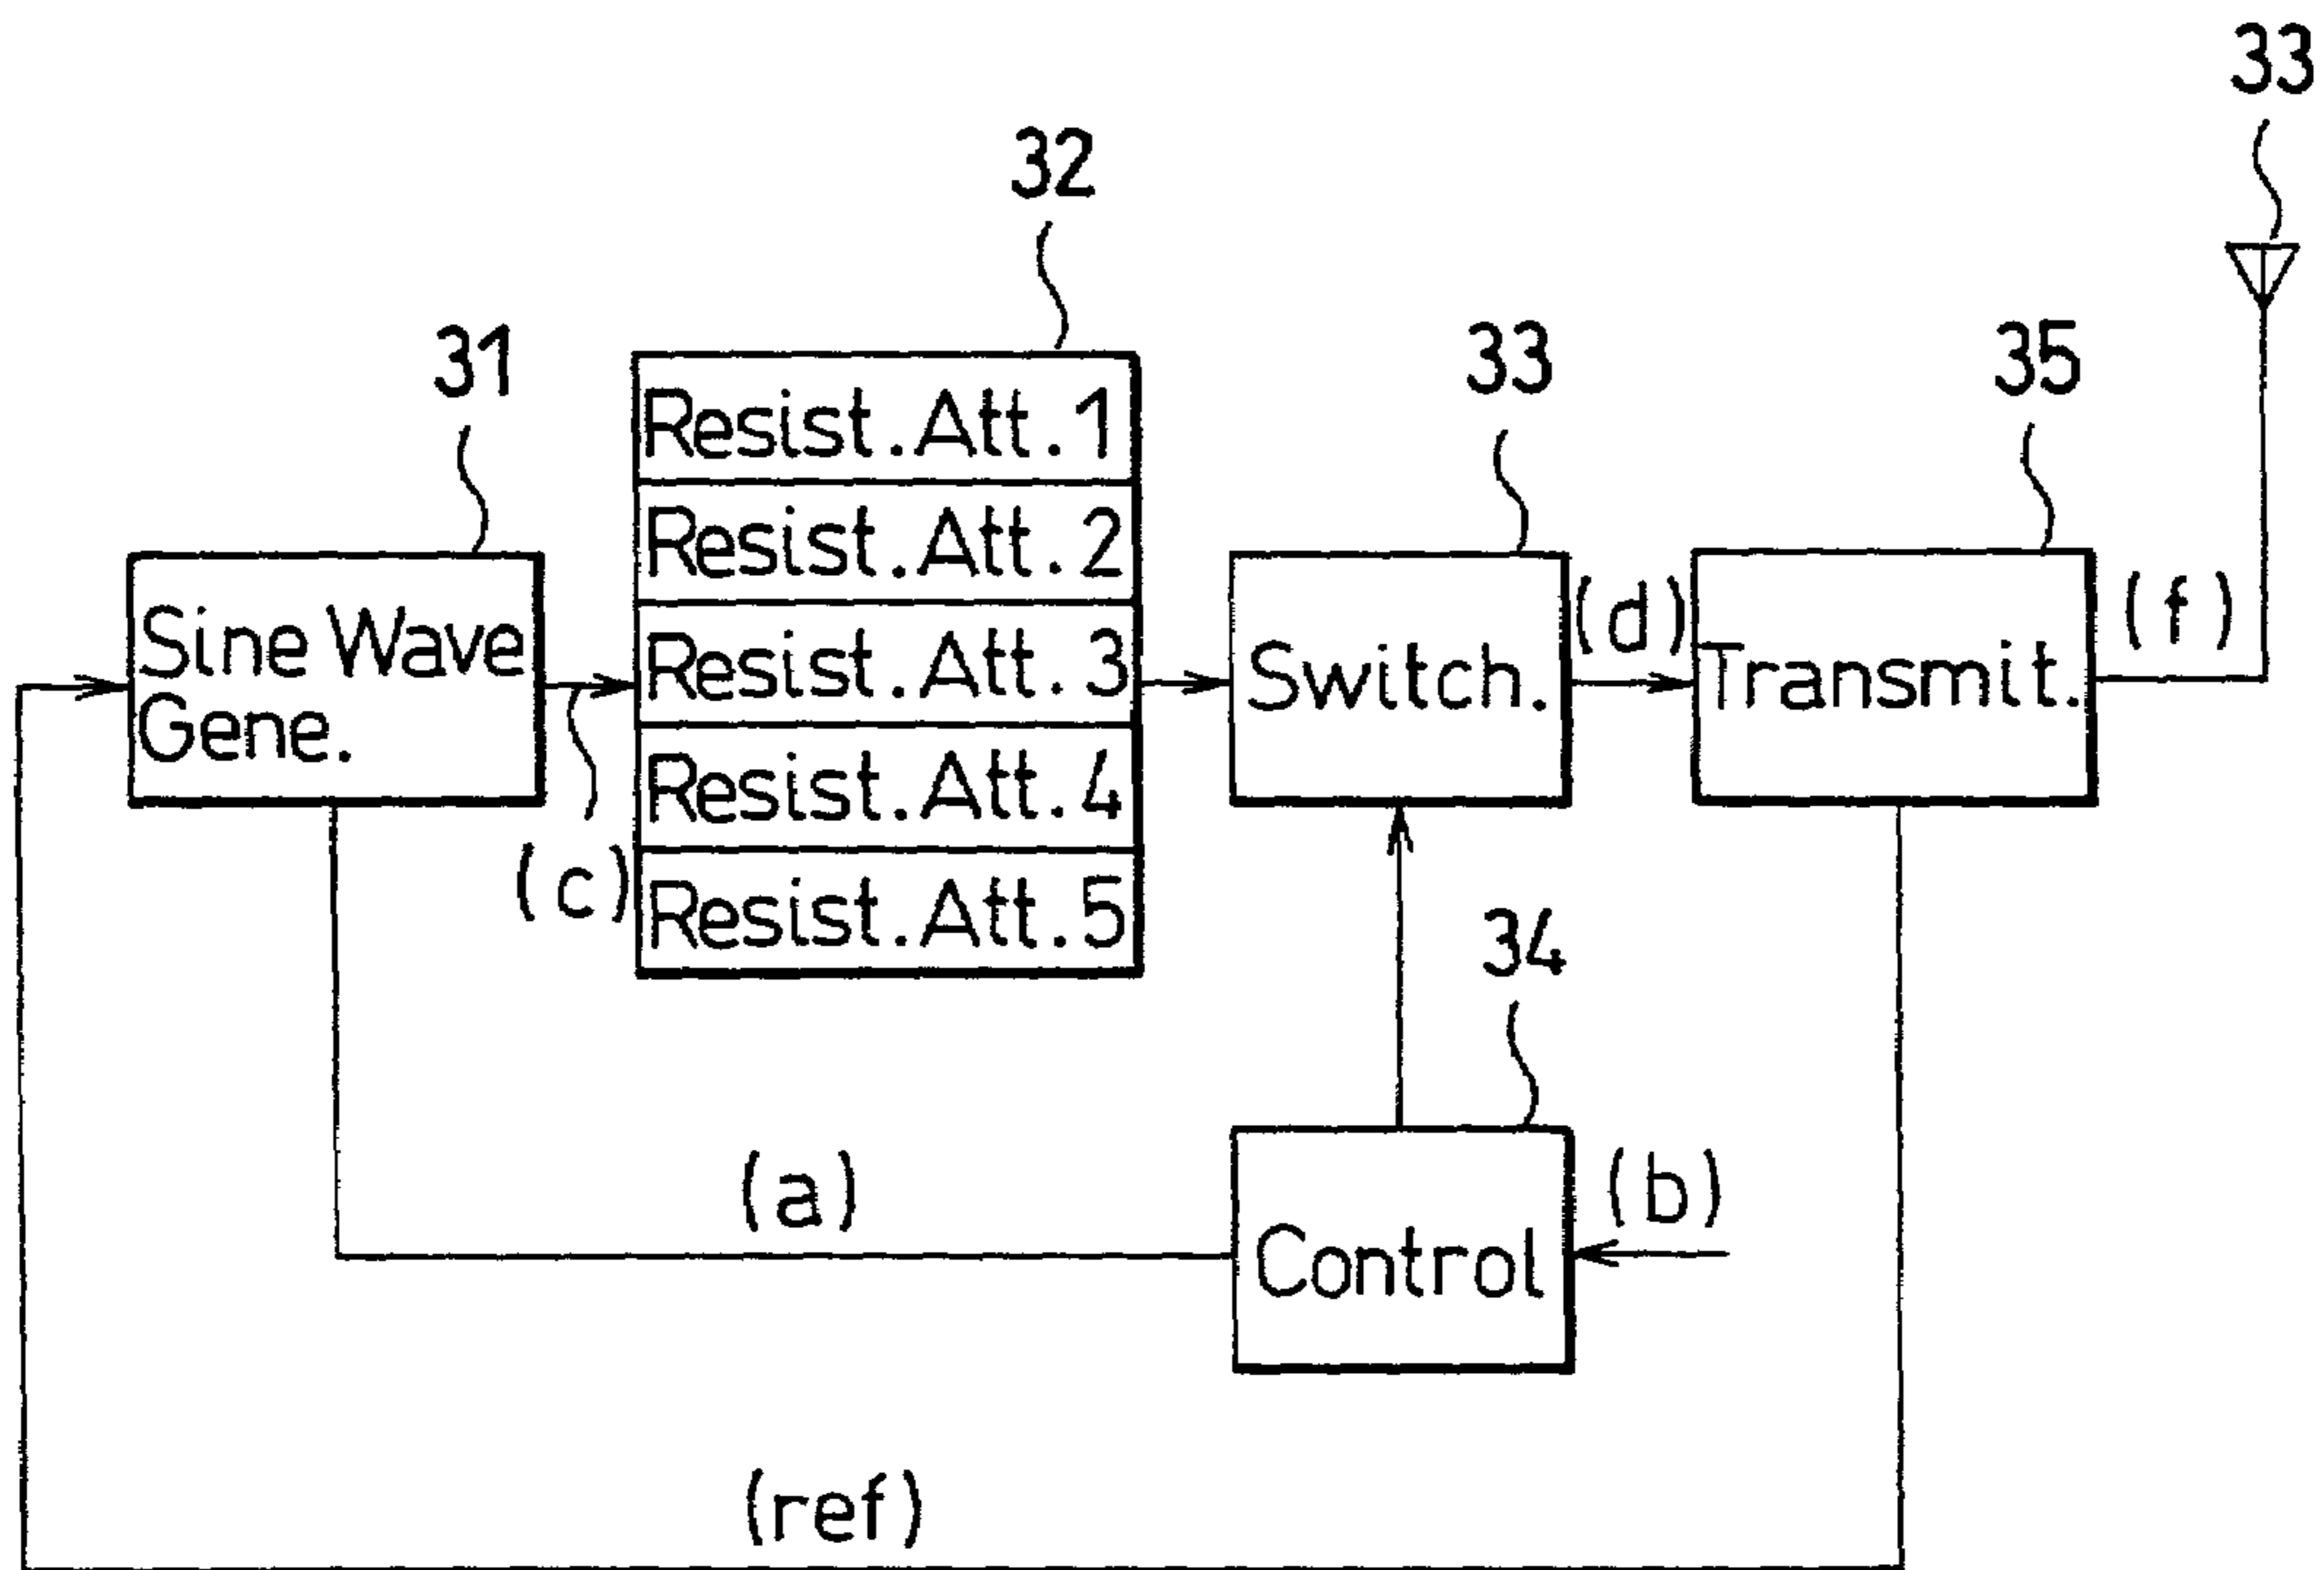 33
32
31
33
35
Resist.Att.1
Resist.Att.2
Resist.Att.3
Resist.Att.4
Resist.Att.5
Sine Wave
Gene.
(c)
Switch.
(d)
Transmit.
(f)
34
(a)
Control
(b)
(ref)